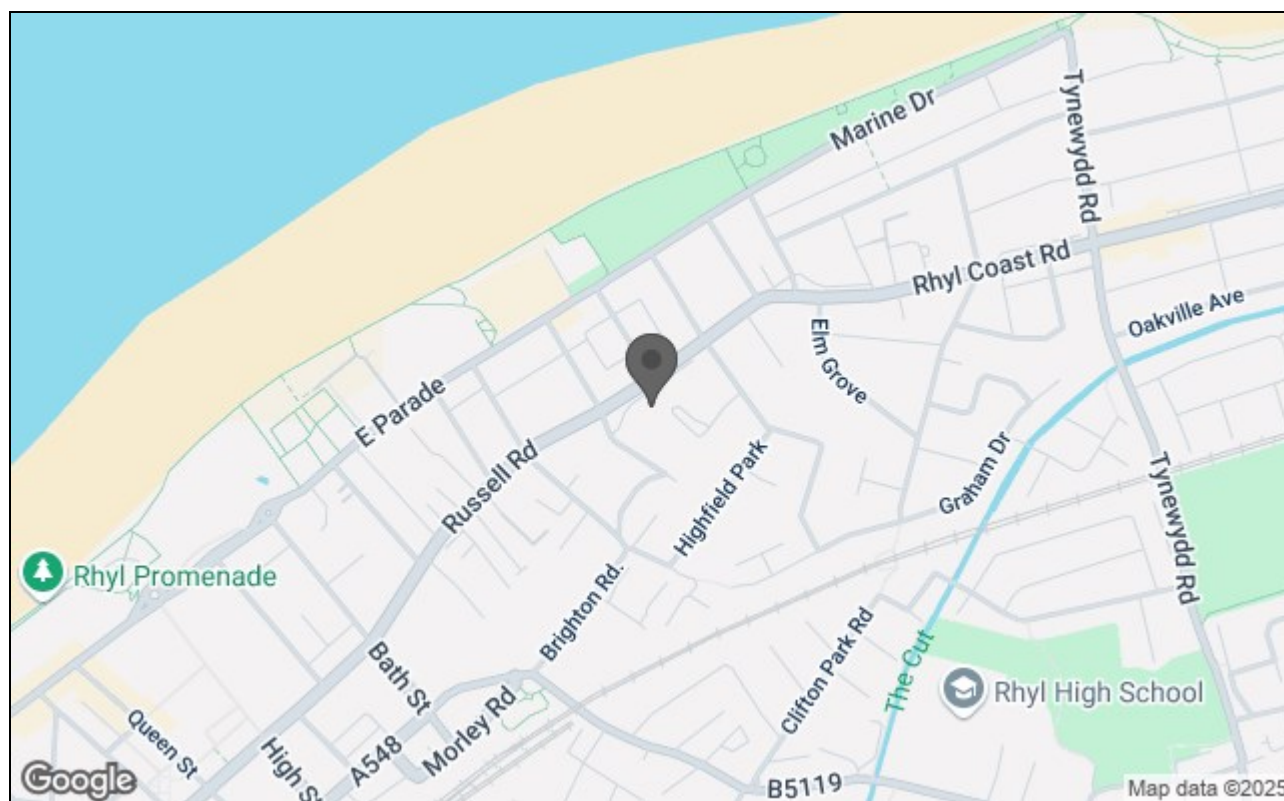 Marine Dr
Tynewydd Rd
Rhyl Coast Rd
Oakville Ave
Elm Grove
E Parade
Russell Rd
Highfield Park
Graham Dr
Tynewydd Rd
Rhyl Promenade
Brighton Rd.
Clifton Park Rd
The Cut
Bath St
Rhyl High School
Morley Rd
Queen St
High St
A548
B5119
Google
Map data ©2025